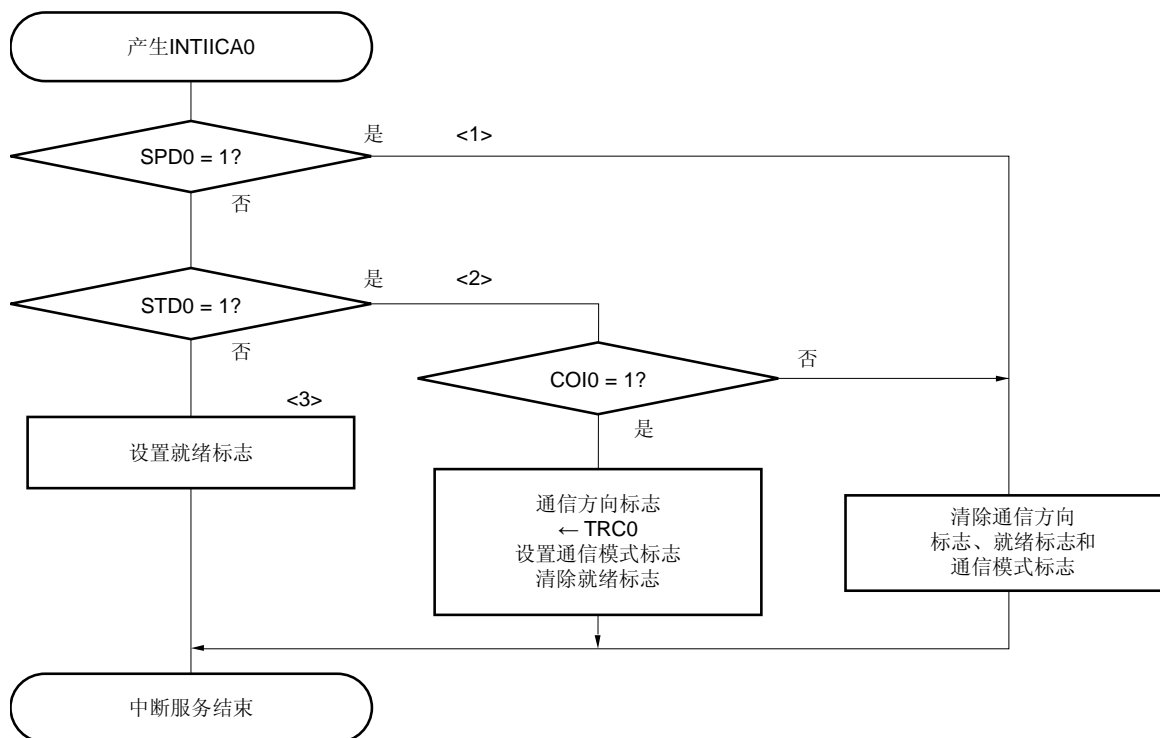 产生INTIICA0
是
<1>
SPD0 = 1?
否
是
<2>
STD0 = 1?
否
否
COI0 = 1?
<3>
是
设置就绪标志
通信方向标志
← TRC0
设置通信模式标志
清除就绪标志
清除通信方向
标志、就绪标志和
通信模式标志
中断服务结束